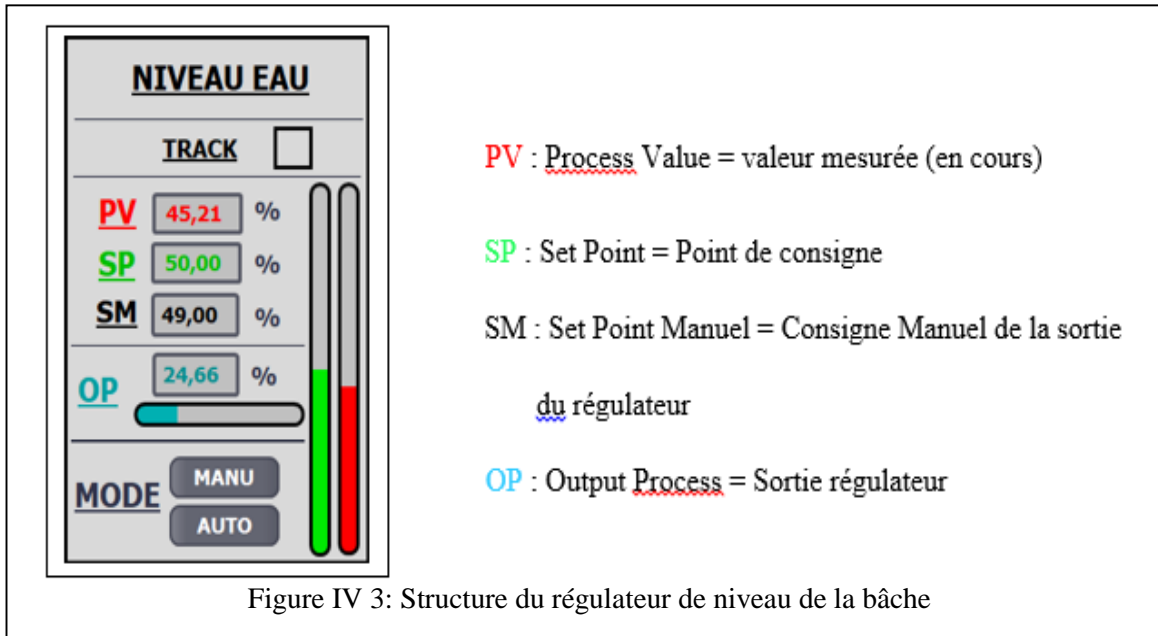 NIVEAU EAU
TRACK
PV 45,21 %
SP 50,00 %
SM 49,00 %
OP 24,66 %
MODE
MANU
AUTO
PV : Process Value = valeur mesurée (en cours)
SP : Set Point = Point de consigne
SM : Set Point Manuel = Consigne Manuel de la sortie
du régulateur
OP : Output Process = Sortie régulateur
Figure IV 3: Structure du régulateur de niveau de la bâche